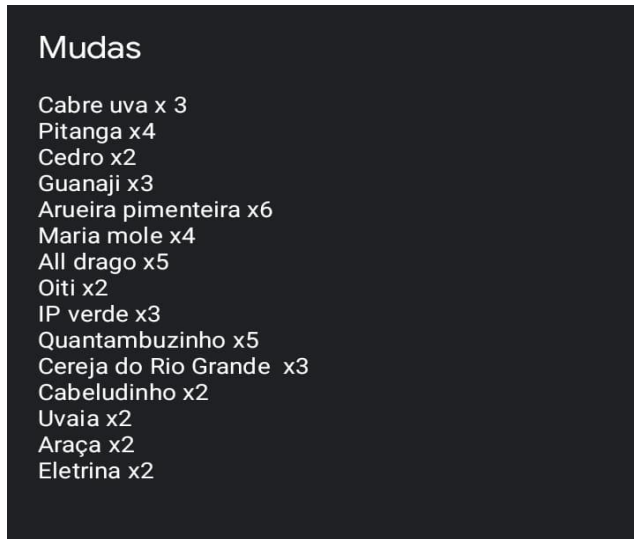 Mudas
Cabre uva x 3
Pitanga x4
Cedro x2
Guanaji x3
Arueira pimenteira x6
Maria mole x4
All drago x5
Oiti x2
IP verde x3
Quantambuzinho x5
Cereja do Rio Grande  x3
Cabeludinho x2
Uvaia x2
Araça x2
Eletrina x2